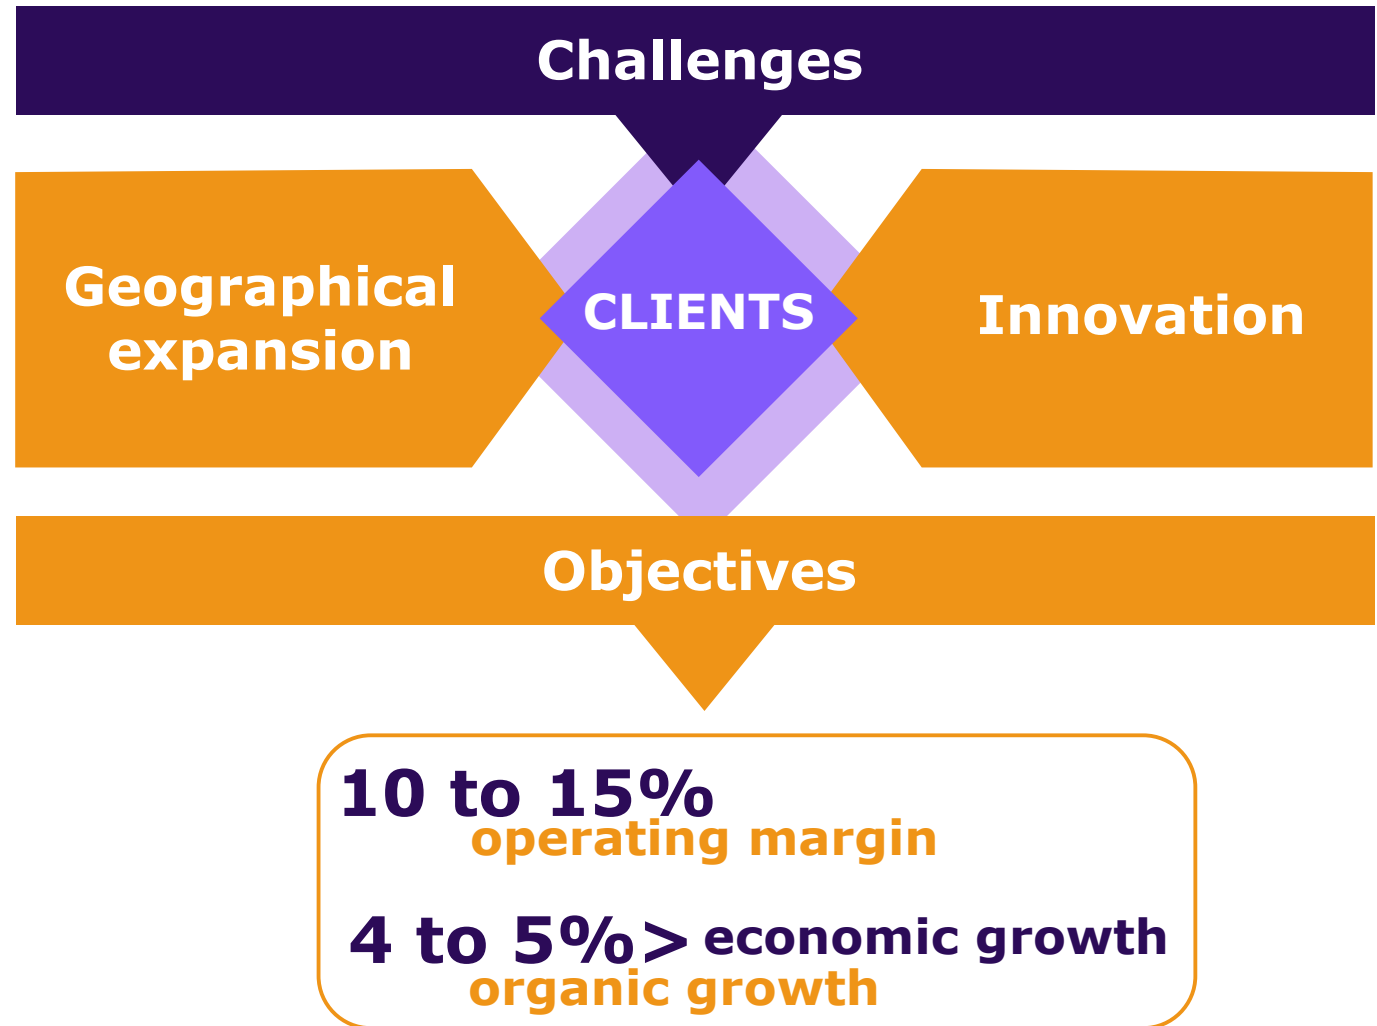 Challenges
Geographical
expansion
CLIENTS
Innovation
Objectives
10 to 15%
operating margin
4 to 5%> economic growth
organic growth